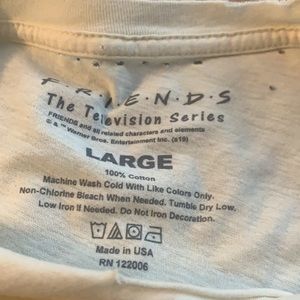 F·R·I·E·N·D·S
The Television Series
FRIENDS and all related characters and elements
© & ™ Warner Bros. Entertainment Inc. (s19)
LARGE
100% Cotton
Machine Wash Cold With Like Colors Only.
Non-Chlorine Bleach When Needed. Tumble Dry Low.
Low Iron If Needed. Do Not Iron Decoration.
Made in USA
RN 122006